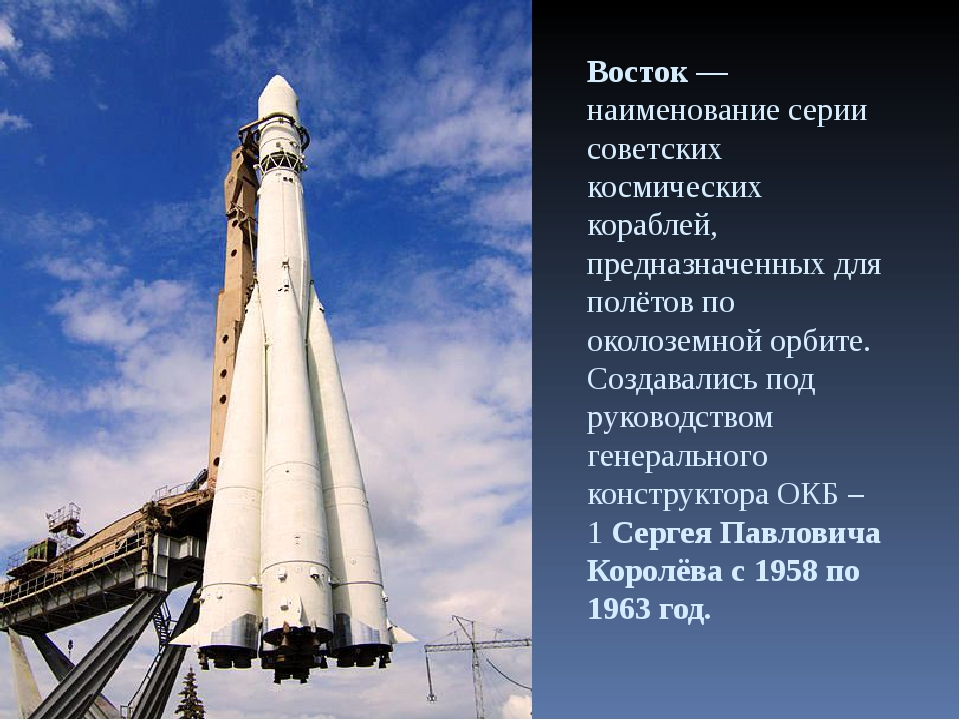 Восток —
наименование серии
советских
космических
кораблей,
предназначенных для
полётов по
околоземной орбите.
Создавались под
руководством
генерального
конструктора ОКБ –
1 Сергея Павловича
Королёва с 1958 по
1963 год.